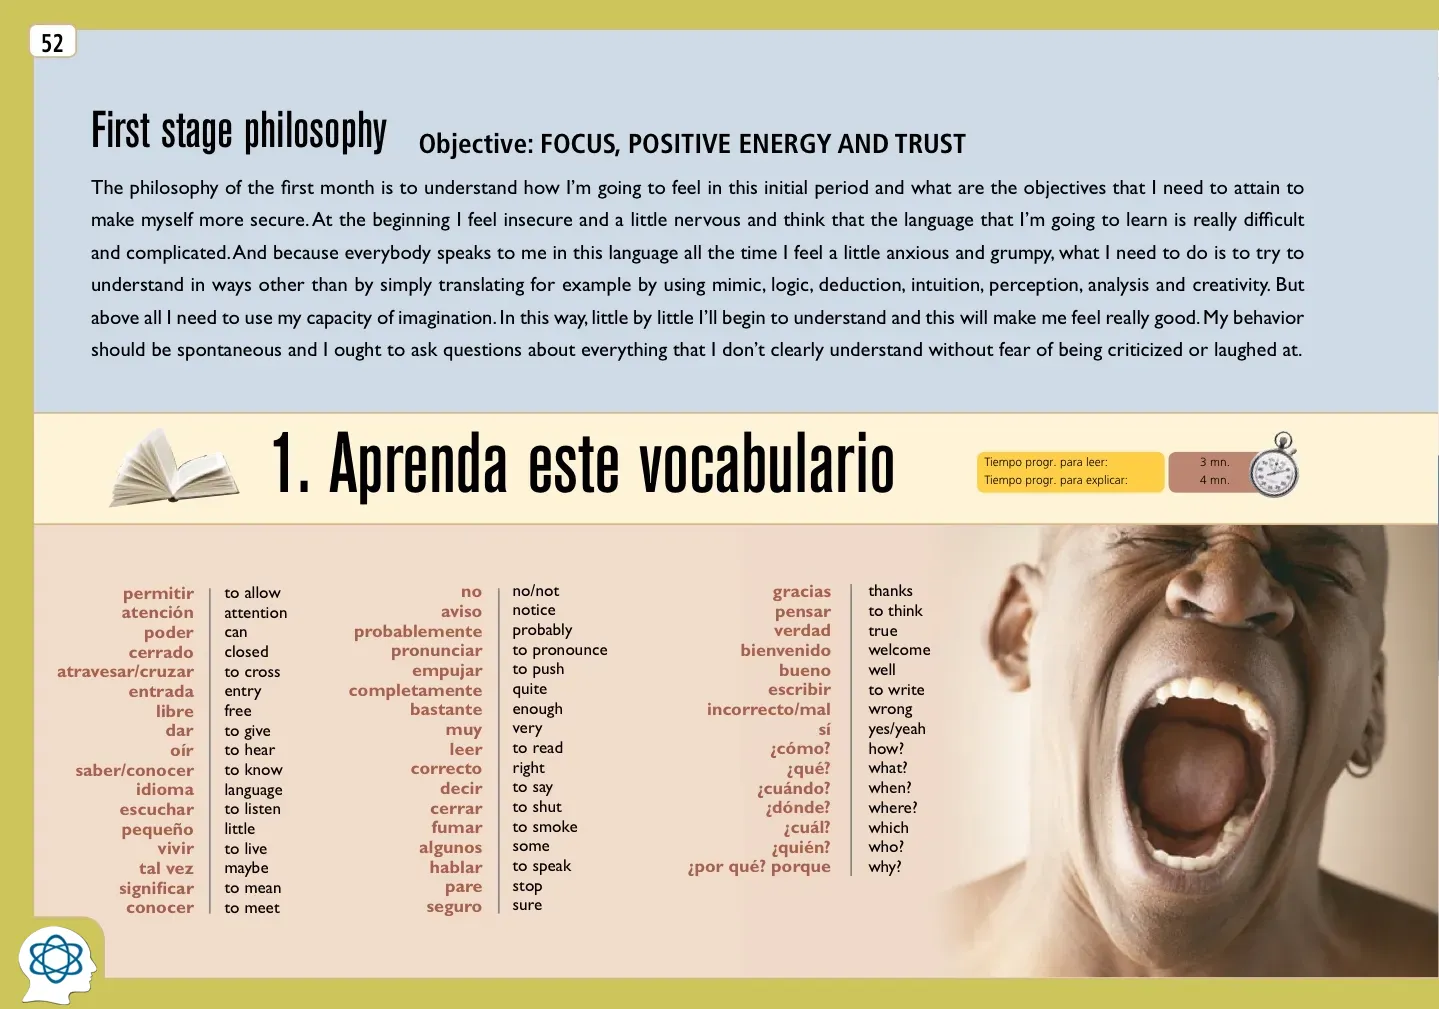 52
First stage philosophy
Objective: FOCUS, POSITIVE ENERGY AND TRUST
The philosophy of the first month is to understand how I'm going to feel in this initial period and what are the objectives that I need to attain to
make myself more secure. At the beginning I feel insecure and a little nervous and think that the language that I'm going to learn is really difficult
and complicated. And because everybody speaks to me in this language all the time I feel a little anxious and grumpy, what I need to do is to try to
understand in ways other than by simply translating for example by using mimic, logic, deduction, intuition, perception, analysis and creativity. But
above all I need to use my capacity of imagination. In this way, little by little I'll begin to understand and this will make me feel really good. My behavior
should be spontaneous and I ought to ask questions about everything that I don't clearly understand without fear of being criticized or laughed at.
1. Aprenda este vocabulario
Tiempo progr. para leer: 3 mn.
Tiempo progr. para explicar: 4 mn.
permitir to allow
atención attention
poder can
cerrado closed
atravesar/cruzar to cross
entrada entry
libre free
dar to give
oír to hear
saber/conocer to know
idioma language
escuchar to listen
pequeño little
vivir to live
tal vez maybe
significar to mean
conocer to meet
no no/not
aviso notice
probablemente probably
pronunciar to pronounce
empujar to push
completamente quite
bastante enough
muy very
leer to read
correcto right
decir to say
cerrar to shut
fumar to smoke
algunos some
hablar to speak
pare stop
seguro sure
gracias thanks
pensar to think
verdad true
bienvenido welcome
bueno well
escribir to write
incorrecto/mal wrong
sí yes/yeah
¿cómo? how?
¿qué? what?
¿cuándo? when?
¿dónde? where?
¿cuál? which
¿quién? who?
¿por qué? porque why?